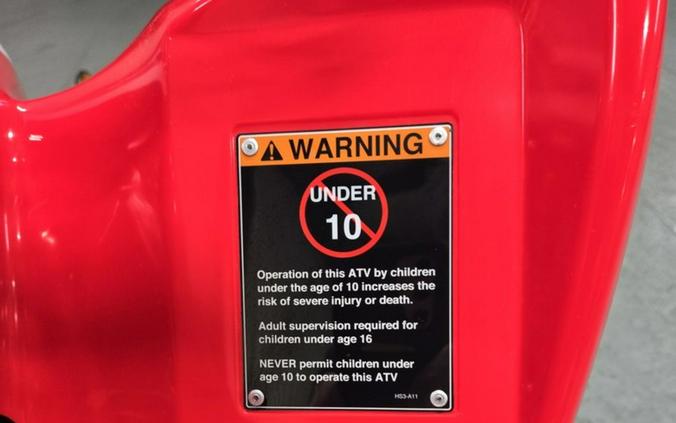 WARNING
UNDER
10
Operation of this ATV by children
under the age of 10 increases the
risk of severe injury or death.
Adult supervision required for
children under age 16
NEVER permit children under
age 10 to operate this ATV
HS3-A11